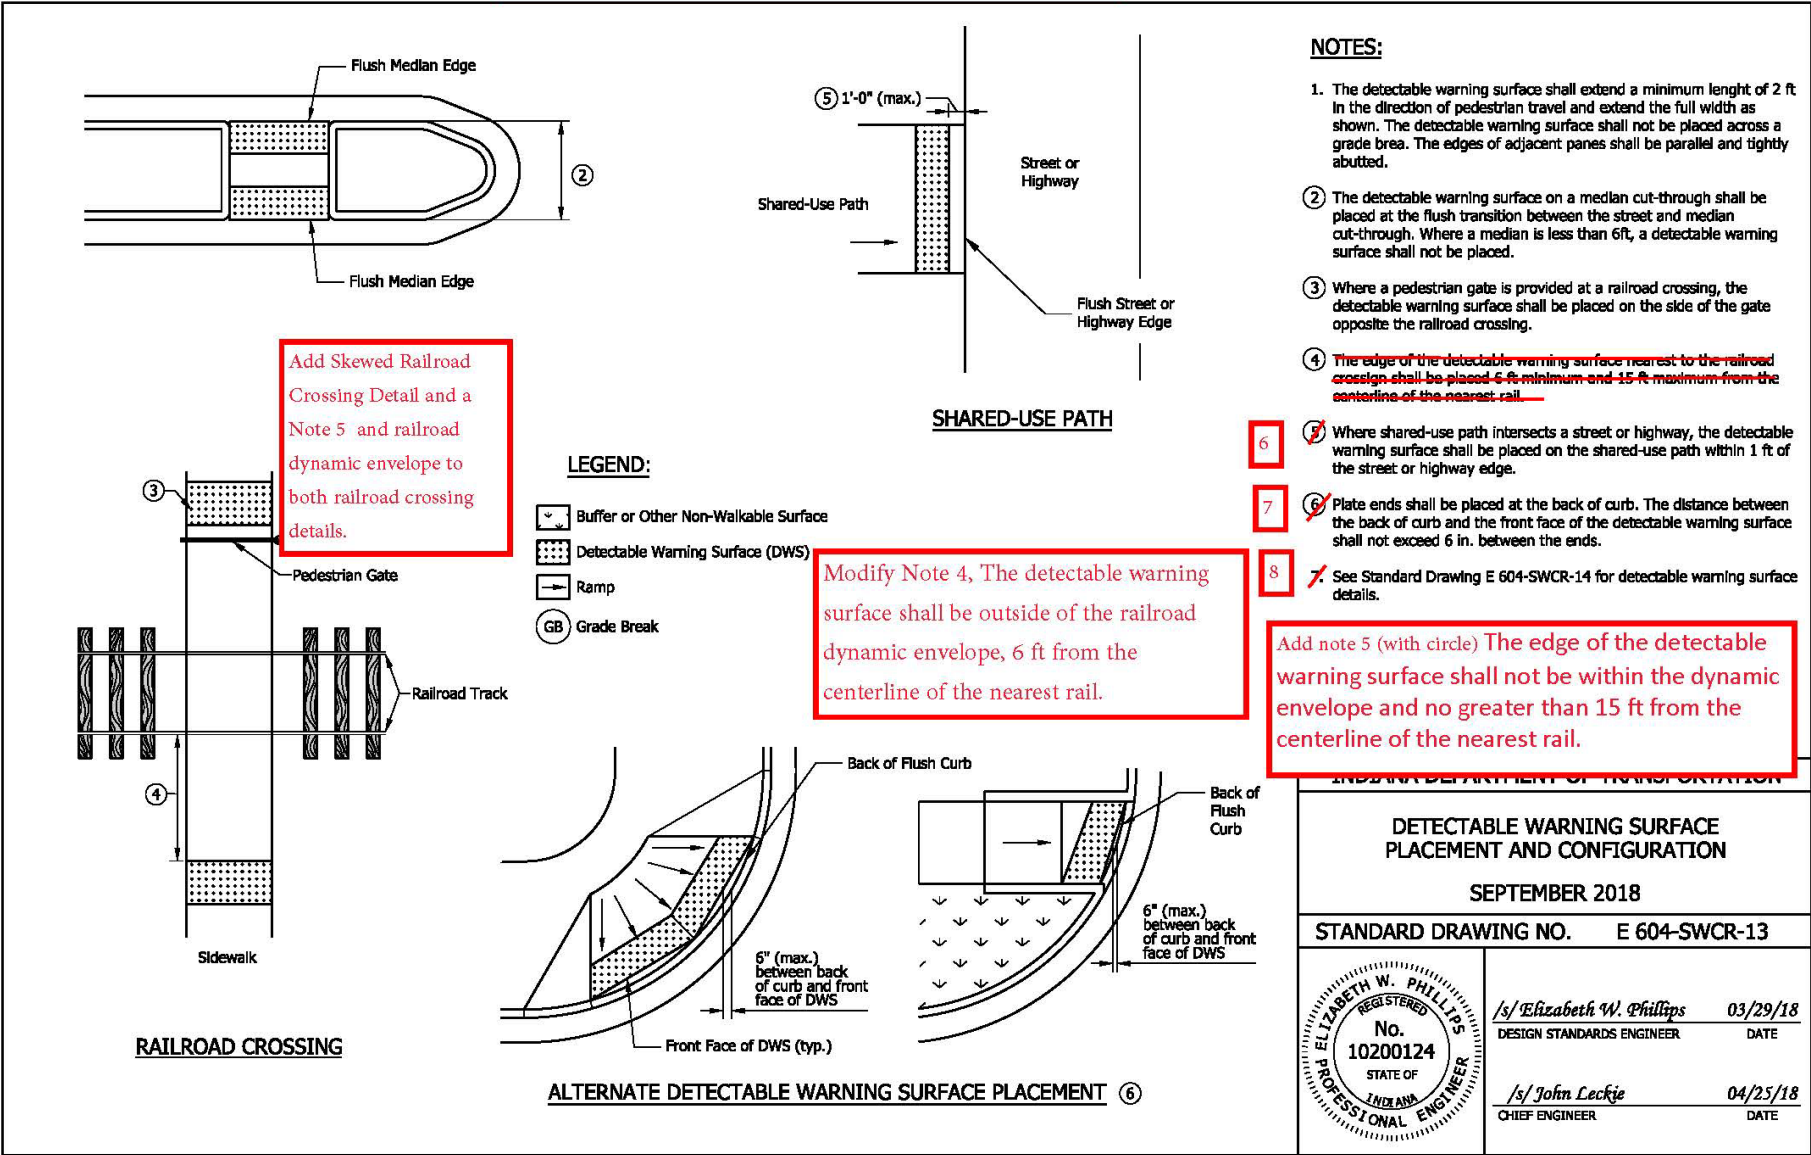 Flush Median Edge
②
Flush Median Edge
⑤ 1'-0" (max.)
Street or
Highway
Shared-Use Path
Flush Street or
Highway Edge
SHARED-USE PATH
Add Skewed Railroad
Crossing Detail and a
Note 5 and railroad
dynamic envelope to
both railroad crossing
details.
③
Pedestrian Gate
Railroad Track
④
Sidewalk
RAILROAD CROSSING
LEGEND:
Buffer or Other Non-Walkable Surface
Detectable Warning Surface (DWS)
Ramp
GB Grade Break
Modify Note 4, The detectable warning
surface shall be outside of the railroad
dynamic envelope, 6 ft from the
centerline of the nearest rail.
Back of Flush Curb
6" (max.)
between back
of curb and front
face of DWS
Front Face of DWS (typ.)
Back of
Flush
Curb
6" (max.)
between back
of curb and front
face of DWS
ALTERNATE DETECTABLE WARNING SURFACE PLACEMENT ⑥
NOTES:
1. The detectable warning surface shall extend a minimum lenght of 2 ft
in the direction of pedestrian travel and extend the full width as
shown. The detectable warning surface shall not be placed across a
grade brea. The edges of adjacent panes shall be parallel and tightly
abutted.
② The detectable warning surface on a median cut-through shall be
placed at the flush transition between the street and median
cut-through. Where a median is less than 6ft, a detectable warning
surface shall not be placed.
③ Where a pedestrian gate is provided at a railroad crossing, the
detectable warning surface shall be placed on the side of the gate
opposite the railroad crossing.
④ The edge of the detectable warning surface nearest to the railroad
crossign shall be placed 6 ft minimum and 15 ft maximum from the
centerline of the nearest rail.
6 ⑤ Where shared-use path intersects a street or highway, the detectable
warning surface shall be placed on the shared-use path within 1 ft of
the street or highway edge.
7 ⑥ Plate ends shall be placed at the back of curb. The distance between
the back of curb and the front face of the detectable warning surface
shall not exceed 6 in. between the ends.
8 7. See Standard Drawing E 604-SWCR-14 for detectable warning surface
details.
Add note 5 (with circle) The edge of the detectable
warning surface shall not be within the dynamic
envelope and no greater than 15 ft from the
centerline of the nearest rail.
INDIANA DEPARTMENT OF TRANSPORTATION
DETECTABLE WARNING SURFACE
PLACEMENT AND CONFIGURATION
SEPTEMBER 2018
STANDARD DRAWING NO. E 604-SWCR-13
ELIZABETH W. PHILLIPS
REGISTERED
No.
10200124
STATE OF
INDIANA
PROFESSIONAL ENGINEER
/s/ Elizabeth W. Phillips 03/29/18
DESIGN STANDARDS ENGINEER DATE
/s/ John Leckie 04/25/18
CHIEF ENGINEER DATE